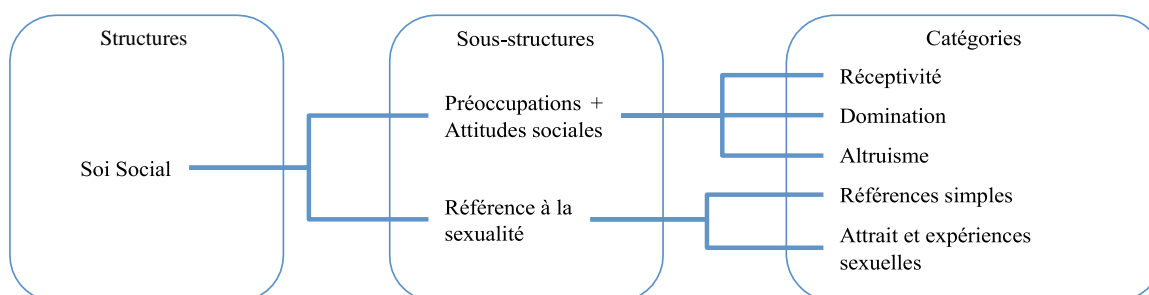 Structures
Soi Social
Sous-structures
Préoccupations +
Attitudes sociales
Référence à la
sexualité
Catégories
Réceptivité
Domination
Altruisme
Références simples
Attrait et expériences
sexuelles